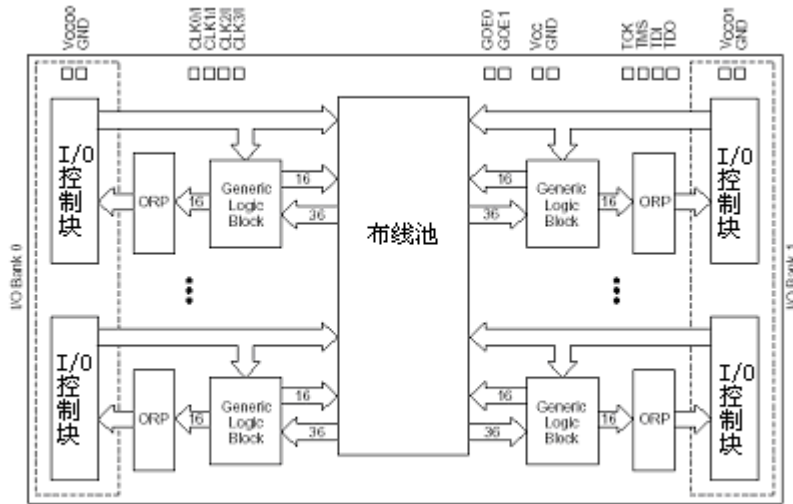 VCC00
GND
CLK0/I
CLK1/I
CLK2/I
CLK3/I
GOE0
GOE1
VCC
GND
TCK
TMS
TDI
TDO
VCC01
GND
I/O Bank 0
I/O
控制块
ORP
16
Generic
Logic
Block
16
36
布线池
16
36
Generic
Logic
Block
16
ORP
I/O
控制块
I/O Bank 1
I/O
控制块
ORP
16
Generic
Logic
Block
16
36
16
36
Generic
Logic
Block
16
ORP
I/O
控制块